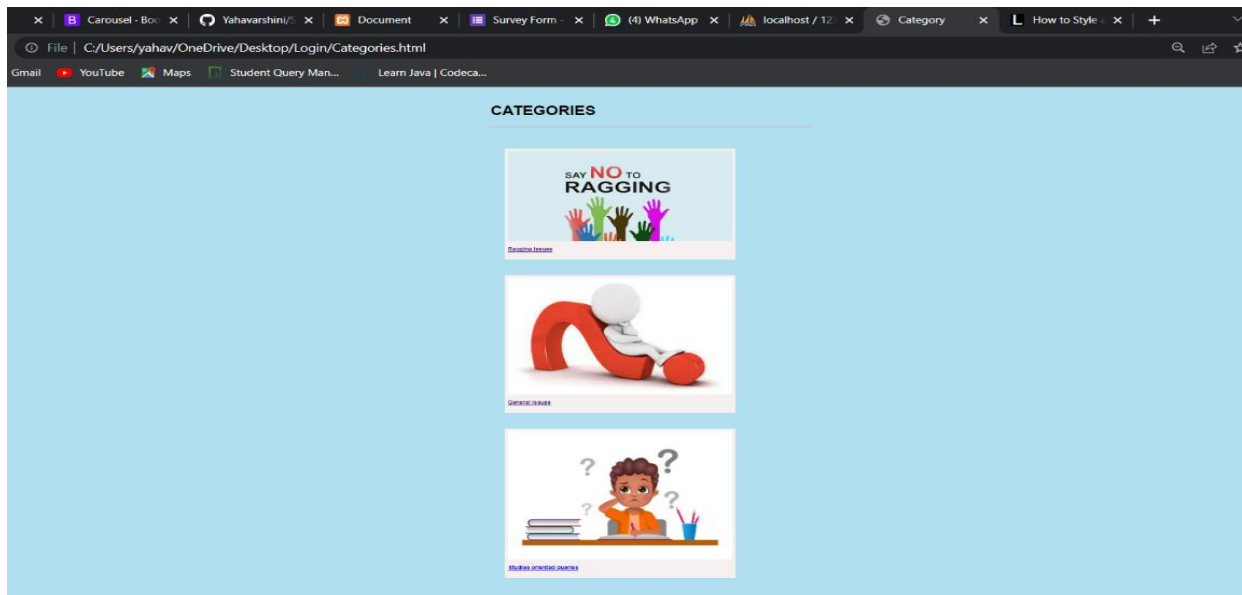 Carousel - Boo Yahavarshini/S Document Survey Form - (4) WhatsApp localhost / 12 Category How to Style a
File C:/Users/yahav/OneDrive/Desktop/Login/Categories.html
Gmail YouTube Maps Student Query Man... Learn Java | Codeca...
CATEGORIES
SAY NO TO
RAGGING
Ragging Issues
General Issues
Studies oriented queries